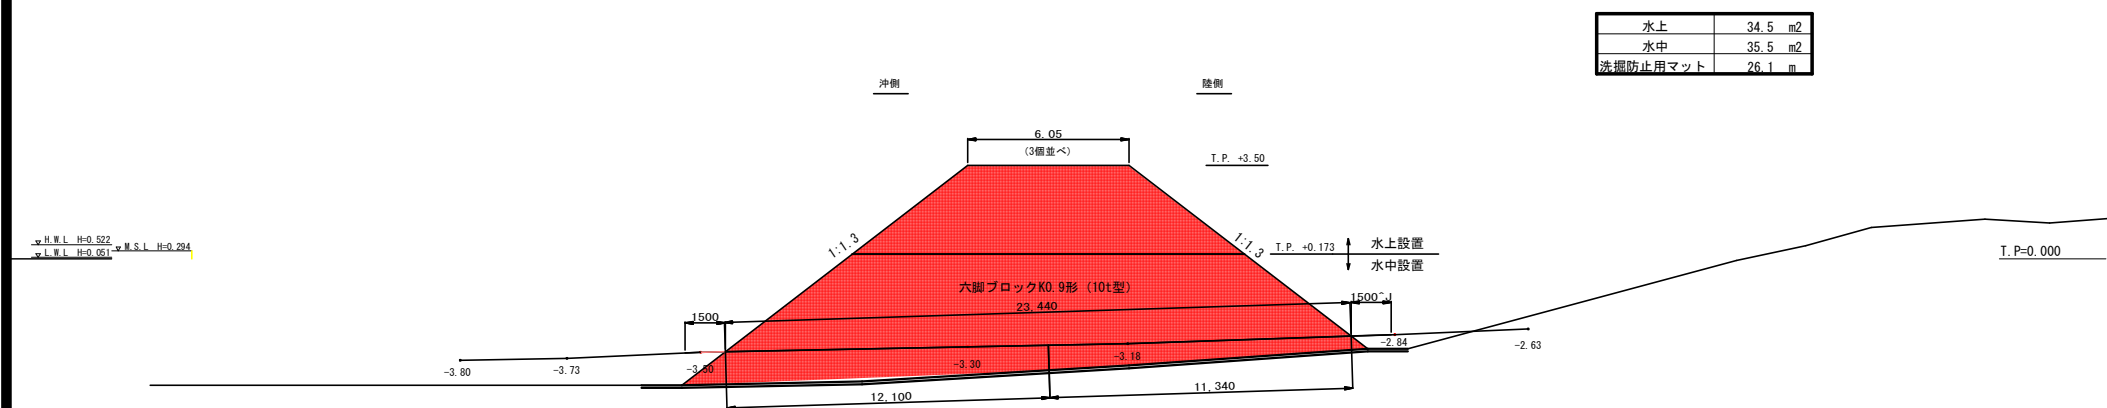 水上 34.5 m2
水中 35.5 m2
洗掘防止用マット 26.1 m
沖側
陸側
6.05
(3個並べ)
T.P. +3.50
H.W.L H=0.522
M.S.L H=0.294
L.W.L H=0.051
1:1.3
1:1.3
T.P. +0.173
水上設置
水中設置
T.P=0.000
六脚ブロックK0.9形 (10t型)
23,440
1500
1500
-3.80
-3.73
-3.50
-3.30
-3.18
-2.84
-2.63
12,100
11,340